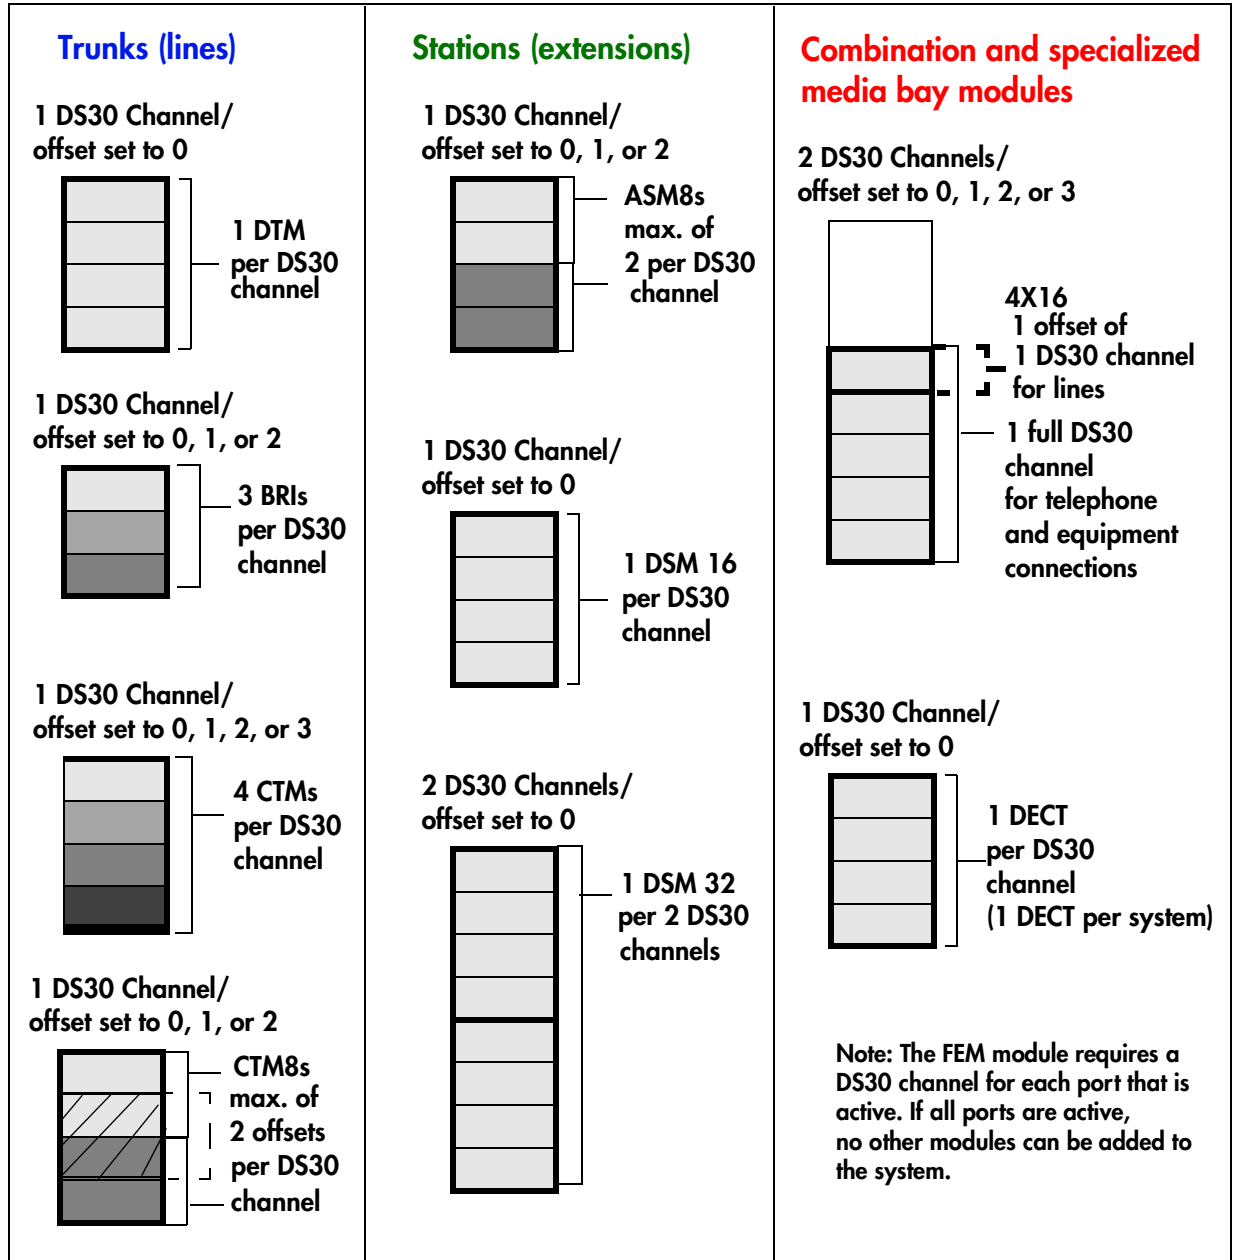 Trunks (lines)
1 DS30 Channel/
offset set to 0
1 DTM
per DS30
channel
1 DS30 Channel/
offset set to 0, 1, or 2
3 BRIs
per DS30
channel
1 DS30 Channel/
offset set to 0, 1, 2, or 3
4 CTMs
per DS30
channel
1 DS30 Channel/
offset set to 0, 1, or 2
CTM8s
max. of
2 offsets
per DS30
channel
Stations (extensions)
1 DS30 Channel/
offset set to 0, 1, or 2
ASM8s
max. of
2 per DS30
channel
1 DS30 Channel/
offset set to 0
1 DSM 16
per DS30
channel
2 DS30 Channels/
offset set to 0
1 DSM 32
per 2 DS30
channels
Combination and specialized
media bay modules
2 DS30 Channels/
offset set to 0, 1, 2, or 3
4X16
1 offset of
1 DS30 channel
for lines
1 full DS30
channel
for telephone
and equipment
connections
1 DS30 Channel/
offset set to 0
1 DECT
per DS30
channel
(1 DECT per system)
Note: The FEM module requires a
DS30 channel for each port that is
active. If all ports are active,
no other modules can be added to
the system.